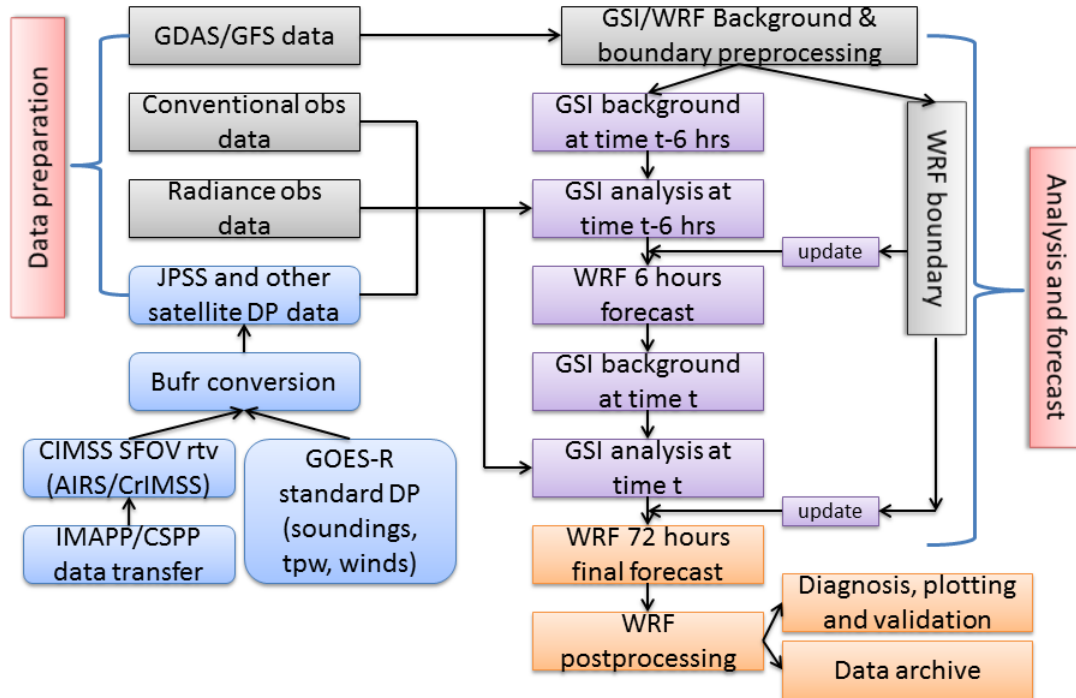 Data preparation
GDAS/GFS data
Conventional obs
data
Radiance obs
data
JPSS and other
satellite DP data
Bufr conversion
CIMSS SFOV rtv
(AIRS/CrIMSS)
IMAPP/CSPP
data transfer
GOES-R
standard DP
(soundings,
tpw, winds)
GSI/WRF Background &
boundary preprocessing
GSI background
at time t-6 hrs
GSI analysis at
time t-6 hrs
update
WRF 6 hours
forecast
GSI background
at time t
GSI analysis at
time t
update
WRF 72 hours
final forecast
WRF
postprocessing
Diagnosis, plotting
and validation
Data archive
WRF boundary
Analysis and forecast